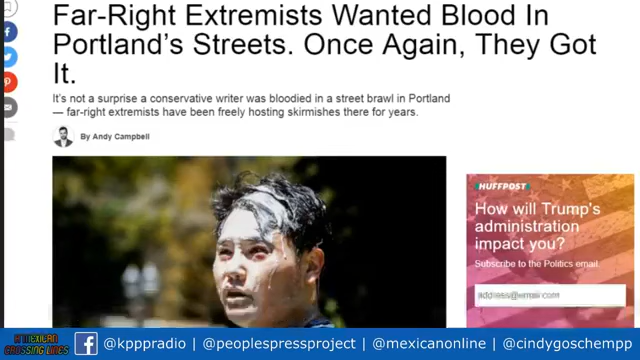 Far-Right Extremists Wanted Blood In
Portland's Streets. Once Again, They Got
It.
It's not a surprise a conservative writer was bloodied in a street brawl in Portland
— far-right extremists have been freely hosting skirmishes there for years.
By Andy Campbell
HUFFPOST
How will Trump's
administration
impact you?
Subscribe to the Politics email.
address@email.com
A MEXICAN
CROSSING LINES
@kpppradio | @peoplespressproject | @mexicanonline | @cindygoschempp